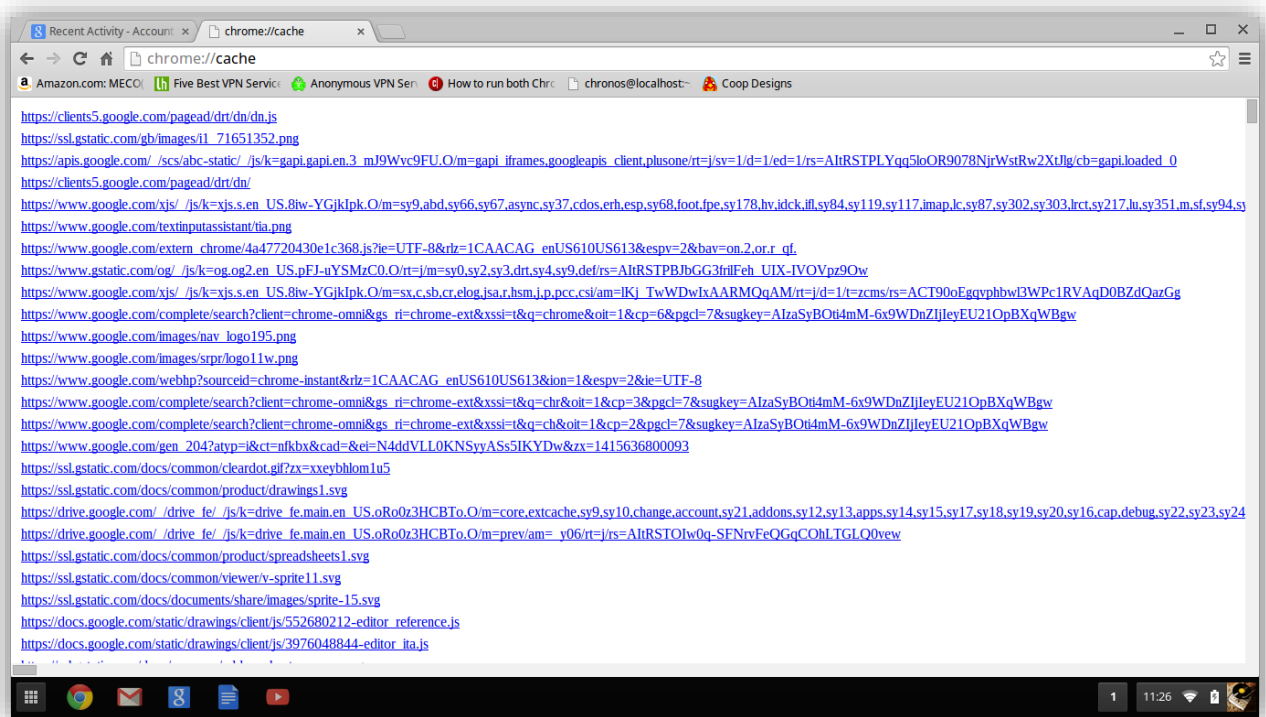 Recent Activity - Account
chrome://cache
chrome://cache
Amazon.com: MECO( Five Best VPN Service Anonymous VPN Serv How to run both Chro chronos@localhost:~ Coop Designs
https://clients5.google.com/pagead/drt/dn/dn.js
https://ssl.gstatic.com/gb/images/i1_71651352.png
https://apis.google.com/_/scs/abc-static/_/js/k=gapi.gapi.en.3_mJ9Wvc9FU.O/m=gapi_iframes,googleapis_client,plusone/rt=j/sv=1/d=1/ed=1/rs=AItRSTPLYqq5loOR9078NjrWstRw2XtJlg/cb=gapi.loaded_0
https://clients5.google.com/pagead/drt/dn/
https://www.google.com/xjs/_/js/k=xjs.s.en_US.8iw-YGjkIpk.O/m=sy9,abd,sy66,sy67,async,sy37,cdos,erh,esp,sy68,foot,fpe,sy178,hv,idck,ifl,sy84,sy119,sy117,imap,lc,sy87,sy302,sy303,lrct,sy217,lu,sy351,m,sf,sy94,sy
https://www.google.com/textinputassistant/tia.png
https://www.google.com/extern_chrome/4a47720430e1c368.js?ie=UTF-8&rlz=1CAACAG_enUS610US613&espv=2&bav=on.2,or.r_qf.
https://www.gstatic.com/og/_/js/k=og.og2.en_US.pFJ-uYSMzC0.O/rt=j/m=sy0,sy2,sy3,drt,sy4,sy9,def/rs=AItRSTPBJbGG3frilFeh_UIX-IVOVpz9Ow
https://www.google.com/xjs/_/js/k=xjs.s.en_US.8iw-YGjkIpk.O/m=sx,c,sb,cr,elog,jsa,r,hsm,j,p,pcc,csi/am=lKj_TwWDwIxAARMQqAM/rt=j/d=1/t=zcms/rs=ACT90oEgqvphbwl3WPc1RVAqD0BZdQazGg
https://www.google.com/complete/search?client=chrome-omni&gs_ri=chrome-ext&xssi=t&q=chrome&oit=1&cp=6&pgcl=7&sugkey=AIzaSyBOti4mM-6x9WDnZIjIeyEU21OpBXqWBgw
https://www.google.com/images/nav_logo195.png
https://www.google.com/images/srpr/logo11w.png
https://www.google.com/webhp?sourceid=chrome-instant&rlz=1CAACAG_enUS610US613&ion=1&espv=2&ie=UTF-8
https://www.google.com/complete/search?client=chrome-omni&gs_ri=chrome-ext&xssi=t&q=chr&oit=1&cp=3&pgcl=7&sugkey=AIzaSyBOti4mM-6x9WDnZIjIeyEU21OpBXqWBgw
https://www.google.com/complete/search?client=chrome-omni&gs_ri=chrome-ext&xssi=t&q=ch&oit=1&cp=2&pgcl=7&sugkey=AIzaSyBOti4mM-6x9WDnZIjIeyEU21OpBXqWBgw
https://www.google.com/gen_204?atyp=i&ct=nfkbx&cad=&ei=N4ddVLL0KNSyyASs5IKYDw&zx=1415636800093
https://ssl.gstatic.com/docs/common/cleardot.gif?zx=xxeybhlom1u5
https://ssl.gstatic.com/docs/common/product/drawings1.svg
https://drive.google.com/_/drive_fe/_/js/k=drive_fe.main.en_US.oRo0z3HCBTo.O/m=core,extcache,sy9,sy10,change,account,sy21,addons,sy12,sy13,apps,sy14,sy15,sy17,sy18,sy19,sy20,sy16,cap,debug,sy22,sy23,sy24
https://drive.google.com/_/drive_fe/_/js/k=drive_fe.main.en_US.oRo0z3HCBTo.O/m=prev/am=_y06/rt=j/rs=AItRSTOIw0q-SFNrvFeQGgCOhLTGLQ0vew
https://ssl.gstatic.com/docs/common/product/spreadsheets1.svg
https://ssl.gstatic.com/docs/common/viewer/v-sprite11.svg
https://ssl.gstatic.com/docs/documents/share/images/sprite-15.svg
https://docs.google.com/static/drawings/client/js/552680212-editor_reference.js
https://docs.google.com/static/drawings/client/js/3976048844-editor_ita.js
1 11:26